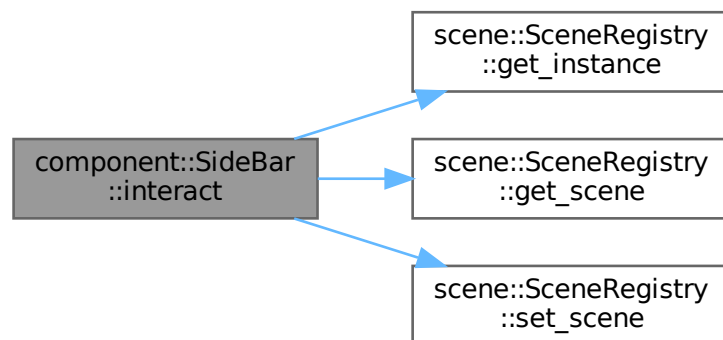 scene::SceneRegistry
::get_instance
component::SideBar
::interact
scene::SceneRegistry
::get_scene
scene::SceneRegistry
::set_scene